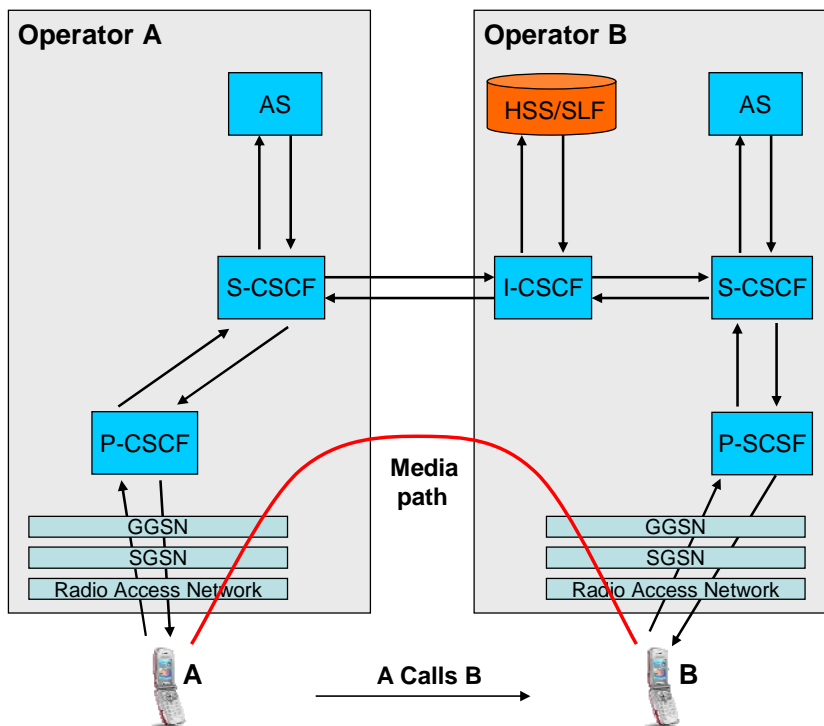 Operator A
Operator B
AS
HSS/SLF
AS
S-CSCF
I-CSCF
S-CSCF
P-CSCF
P-SCSF
Media
path
GGSN
SGSN
Radio Access Network
GGSN
SGSN
Radio Access Network
A
A Calls B
B